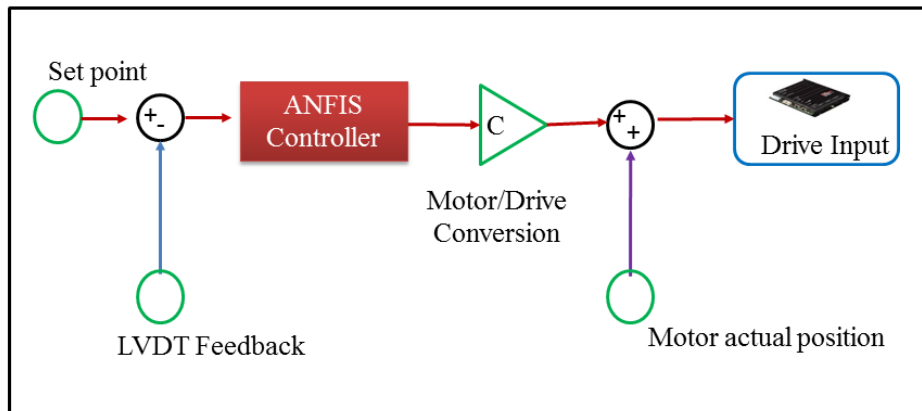 Set point
+
-
ANFIS
Controller
C
Motor/Drive
Conversion
+
+
Drive Input
LVDT Feedback
Motor actual position